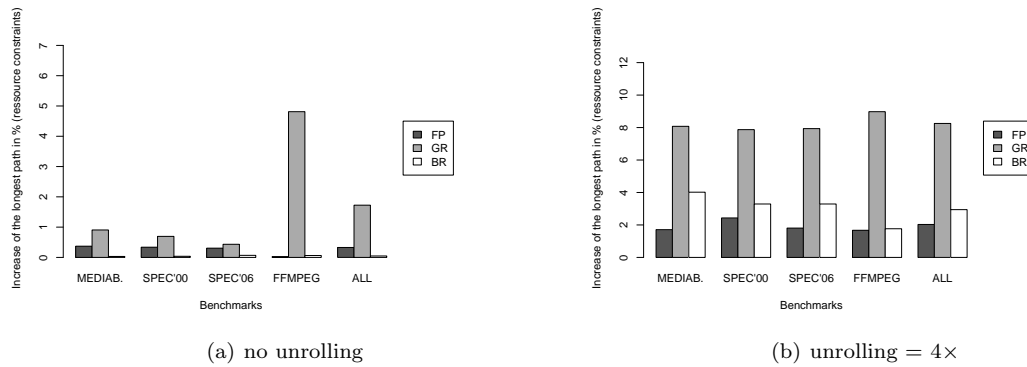 Increase of the longest path in % (ressource constraints)
7
6
5
4
3
2
1
0
MEDIAB.
SPEC'00
SPEC'06
FFMPEG
ALL
Benchmarks
FP
GR
BR
(a) no unrolling
Increase of the longest path in % (ressource constraints)
12
10
8
6
4
2
0
MEDIAB.
SPEC'00
SPEC'06
FFMPEG
ALL
Benchmarks
FP
GR
BR
(b) unrolling = 4×